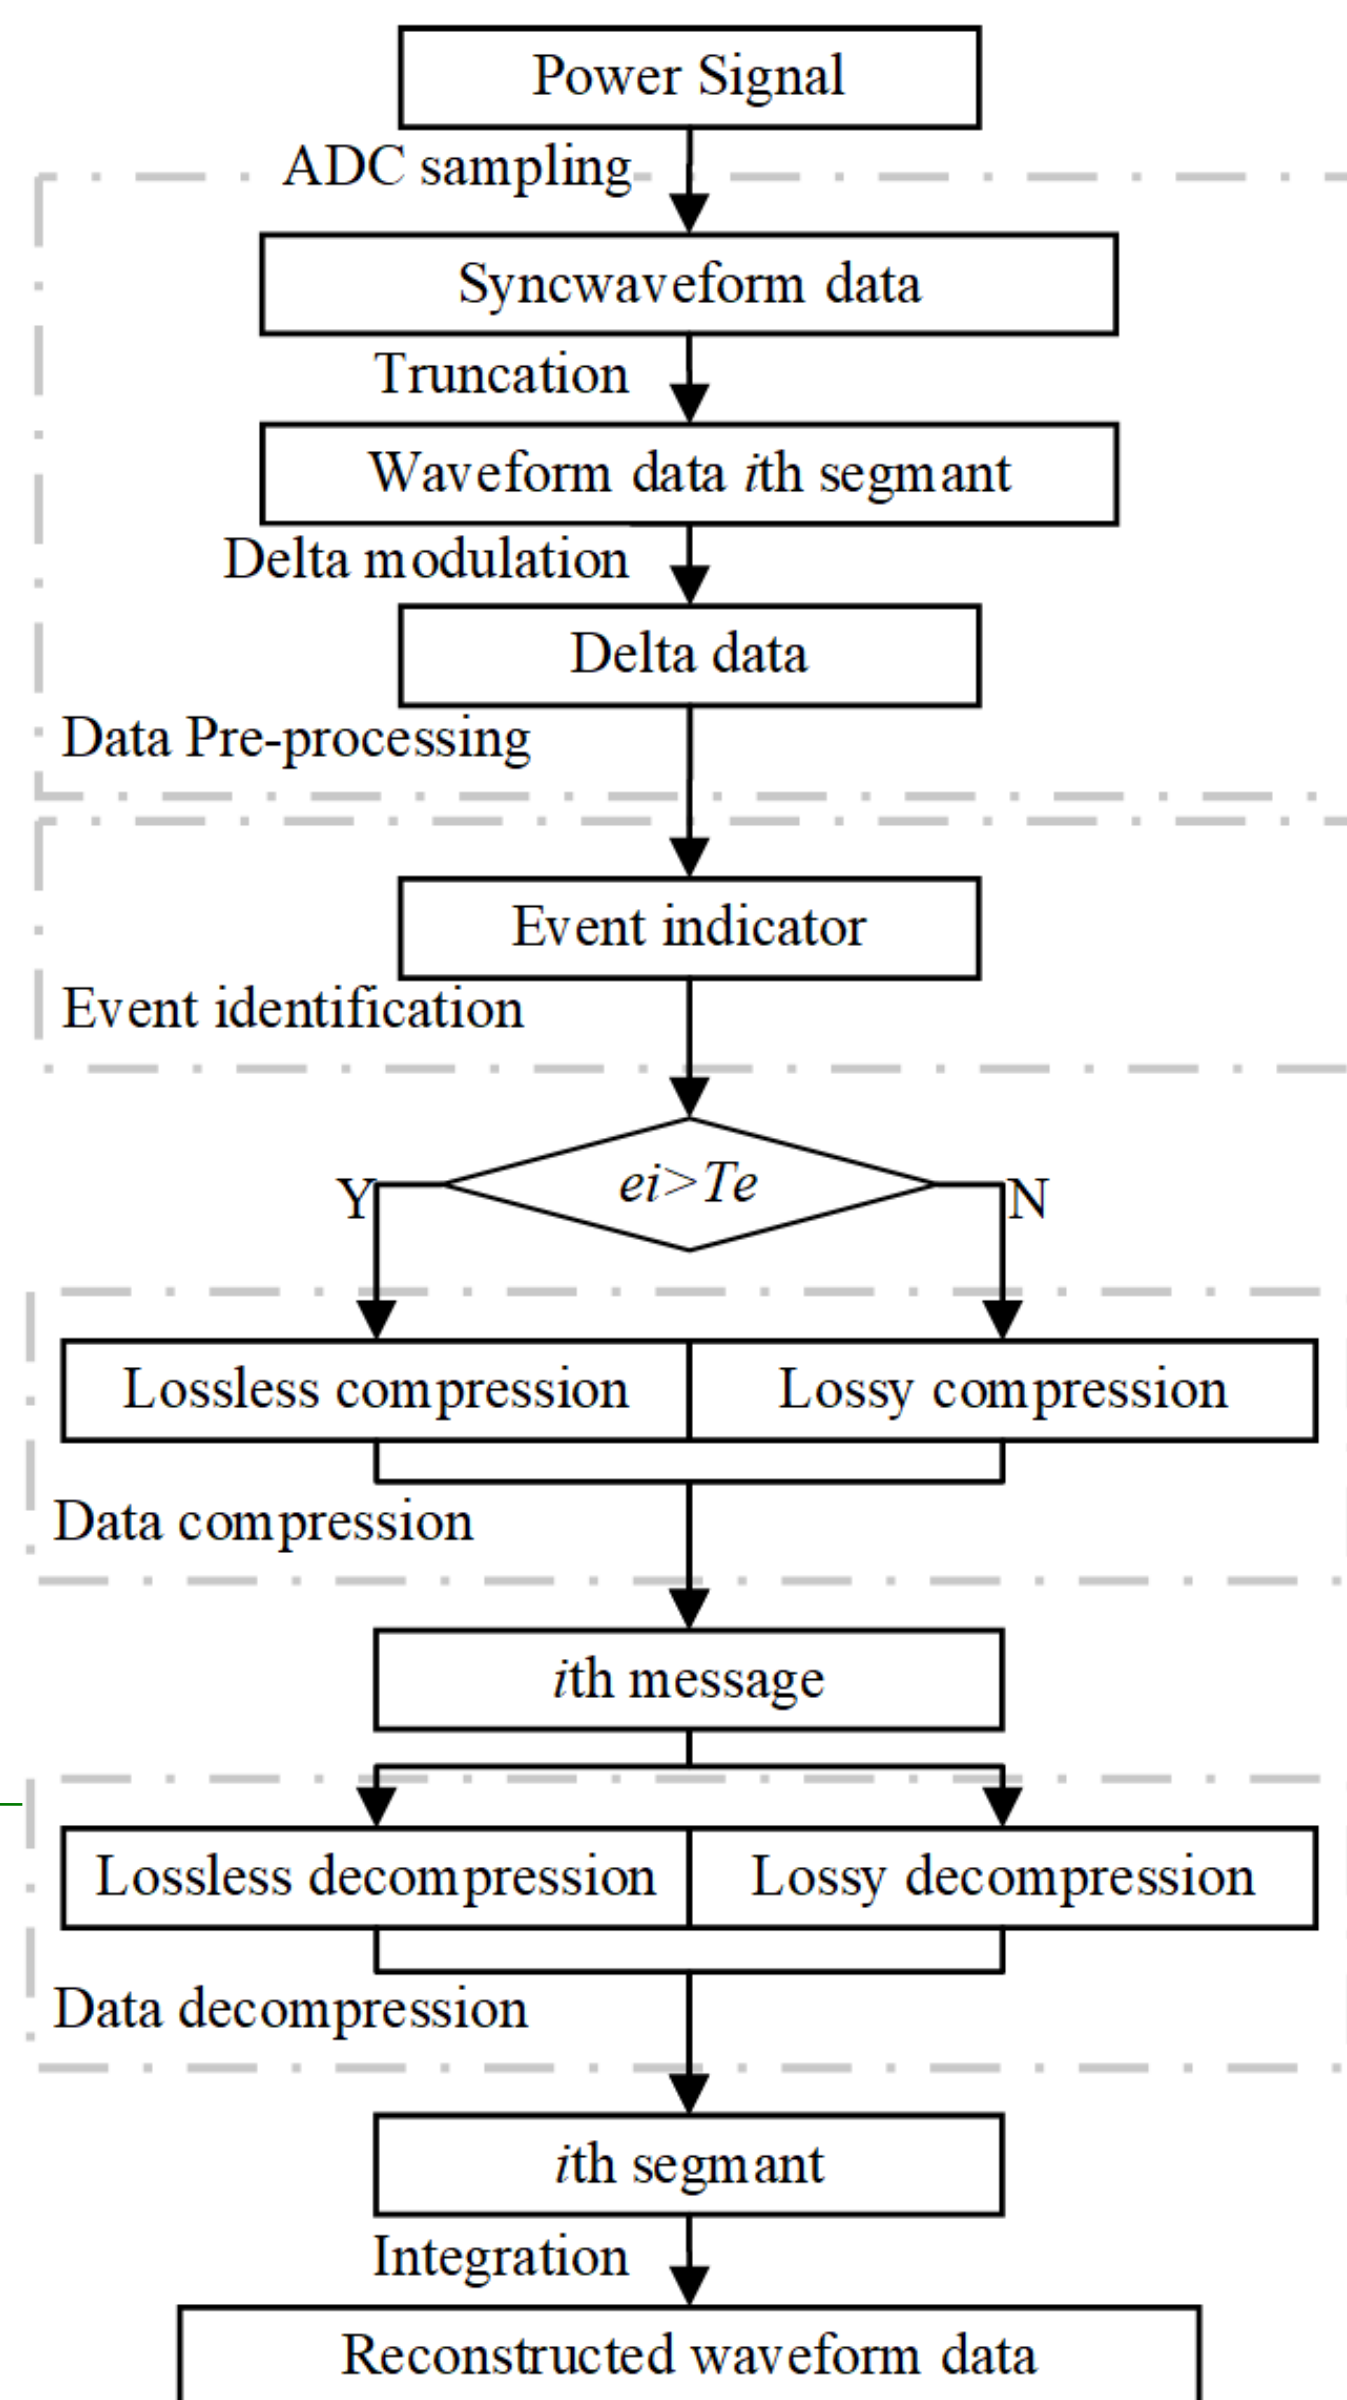 Power Signal
ADC sampling
Syncwaveform data
Truncation
Waveform data ith segmant
Delta modulation
Delta data
Data Pre-processing
Event indicator
Event identification
ei>Te
Y
N
Lossless compression
Lossy compression
Data compression
ith message
Lossless decompression
Lossy decompression
Data decompression
ith segmant
Integration
Reconstructed waveform data